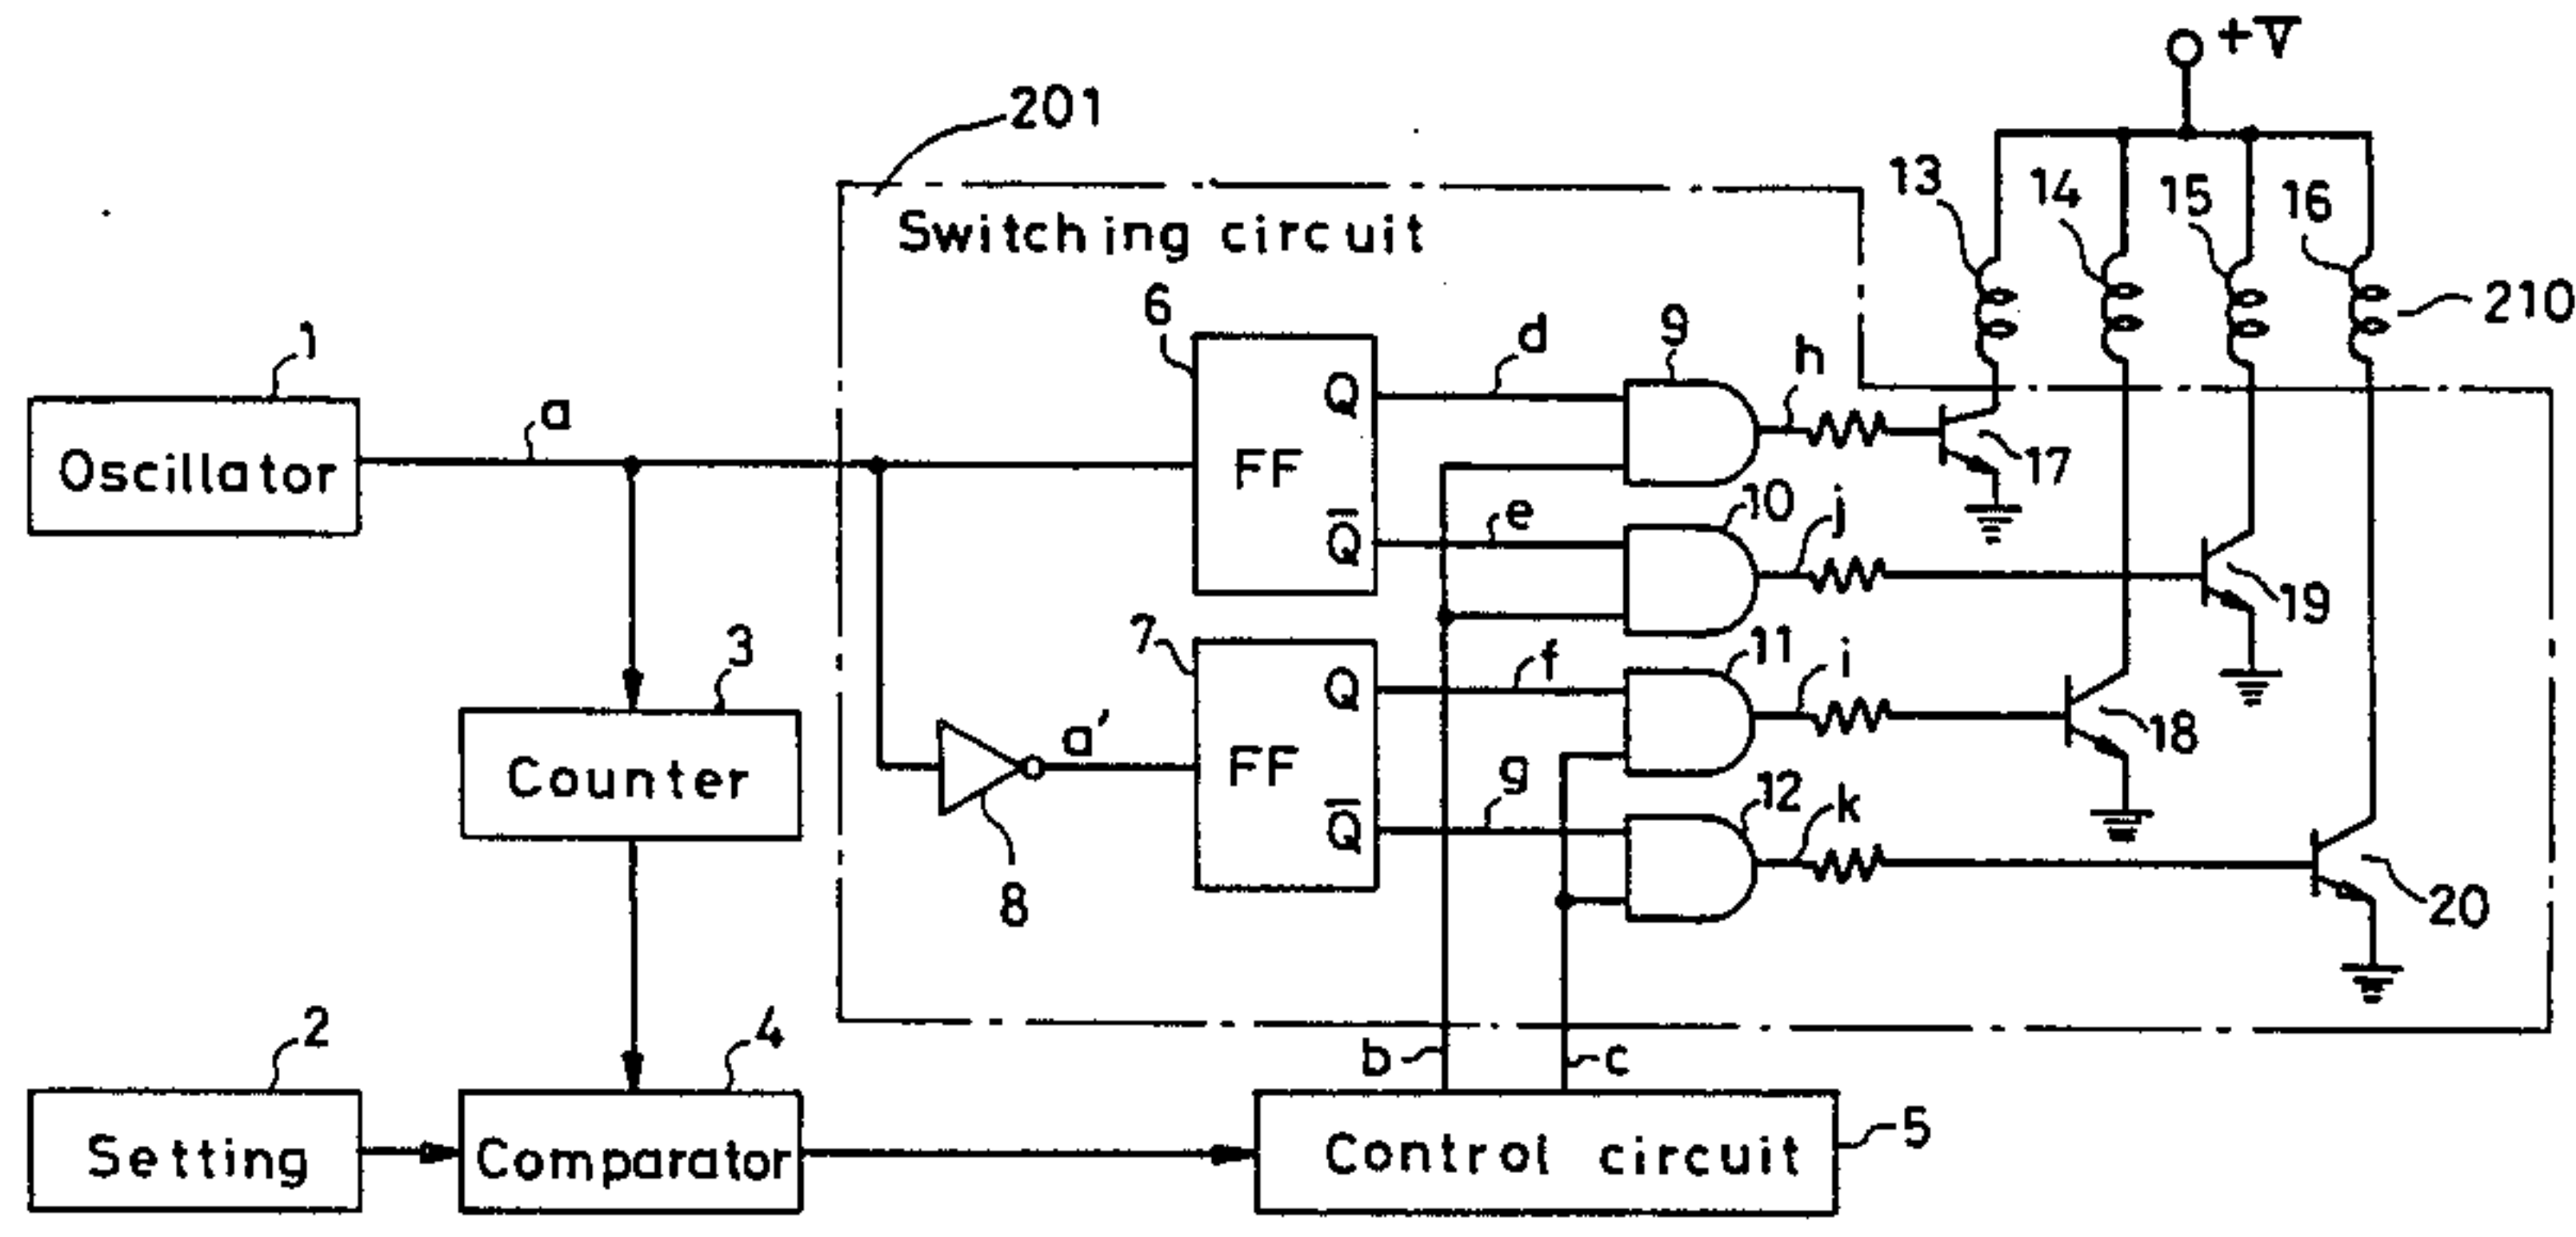 +V
201
13
14
15
16
Switching circuit
210
6
d
9
h
1
a
Q
Oscillator
FF
17
e
10
j
Q̅
19
7
f
11
i
3
Q
a'
18
Counter
FF
g
12
k
Q̅
8
20
2
4
b
c
5
Setting
Comparator
Control circuit